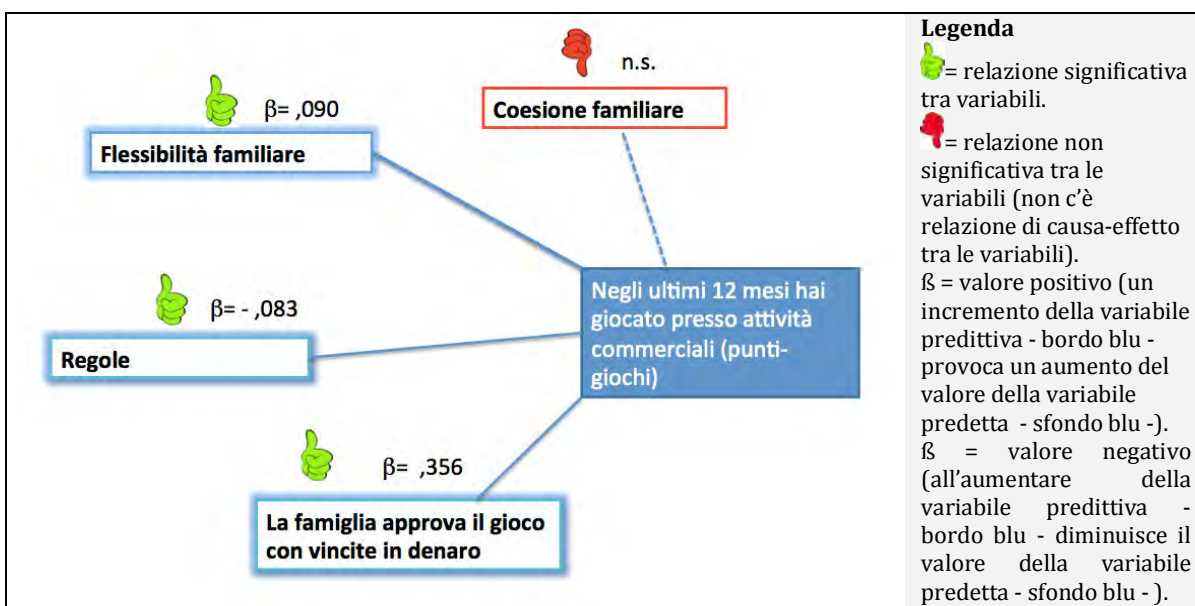 n.s.
Coesione familiare
β= ,090
Flessibilità familiare
β= - ,083
Regole
Negli ultimi 12 mesi hai
giocato presso attività
commerciali (punti-
giochi)
β= ,356
La famiglia approva il gioco
con vincite in denaro
Legenda
= relazione significativa
tra variabili.
= relazione non
significativa tra le
variabili (non c'è
relazione di causa-effetto
tra le variabili).
ß = valore positivo (un
incremento della variabile
predittiva - bordo blu -
provoca un aumento del
valore della variabile
predetta - sfondo blu -).
ß = valore negativo
(all'aumentare della
variabile predittiva -
bordo blu - diminuisce il
valore della variabile
predetta - sfondo blu - ).